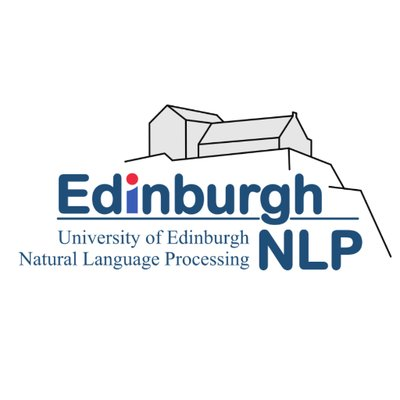 Edinburgh
University of Edinburgh
Natural Language Processing
NLP